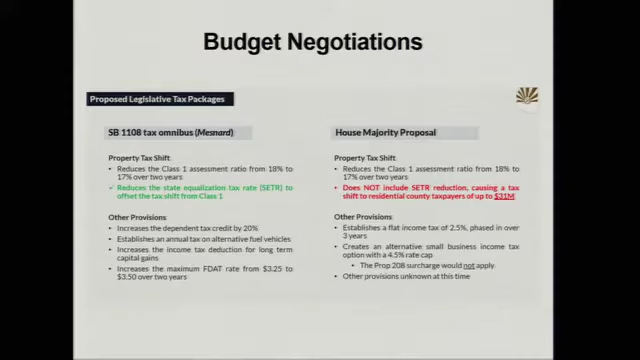 Budget Negotiations
Proposed Legislative Tax Packages
SB 1108 tax omnibus (Mesnard)
Property Tax Shift
• Reduces the Class 1 assessment ratio from 18% to
17% over two years
✓ Reduces the state equalization tax rate (SETR) to
offset the tax shift from Class 1
Other Provisions
• Increases the dependent tax credit by 20%
• Establishes an annual tax on alternative fuel vehicles
• Increases the income tax deduction for long term
capital gains
• Increases the maximum FDAT rate from $3.25 to
$3.50 over two years
House Majority Proposal
Property Tax Shift
• Reduces the Class 1 assessment ratio from 18% to
17% over two years
• Does NOT include SETR reduction, causing a tax
shift to residential county taxpayers of up to $31M
Other Provisions
• Establishes a flat income tax of 2.5%, phased in over
3 years
• Creates an alternative small business income tax
option with a 4.5% rate cap
• The Prop 208 surcharge would not apply
• Other provisions unknown at this time